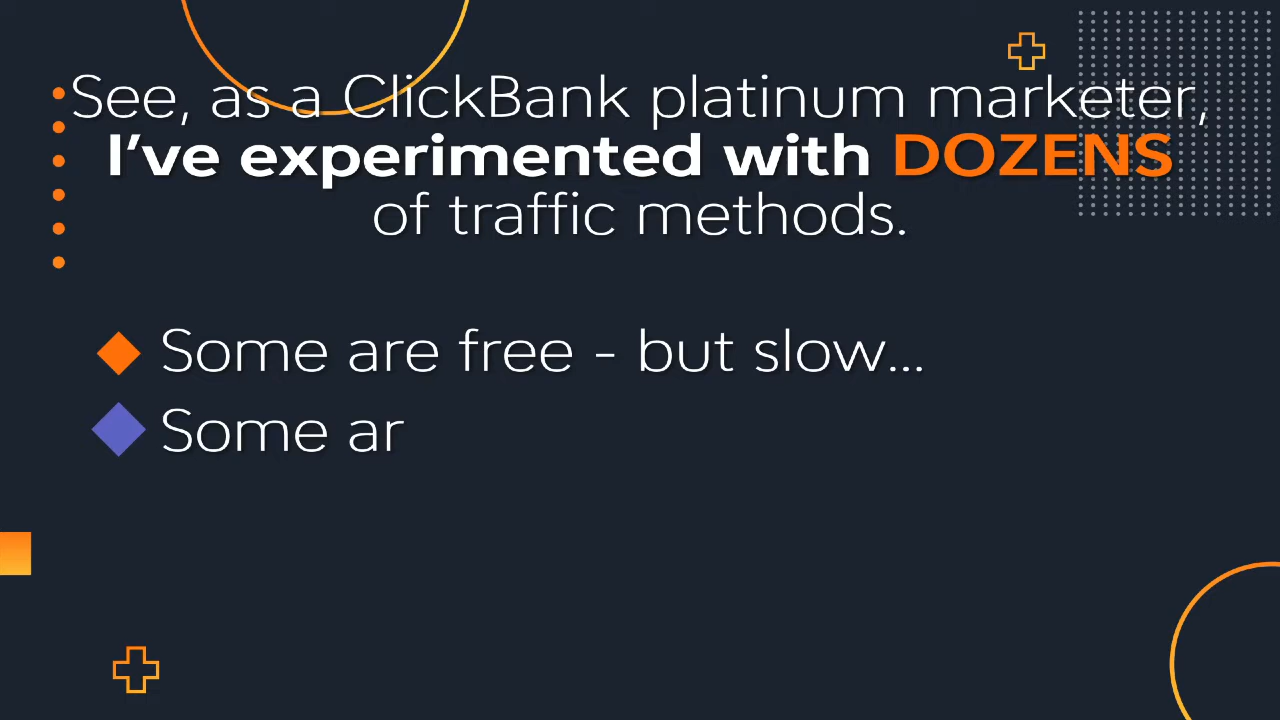 See, as a ClickBank platinum marketer,
I've experimented with DOZENS
of traffic methods.
Some are free - but slow...
Some ar